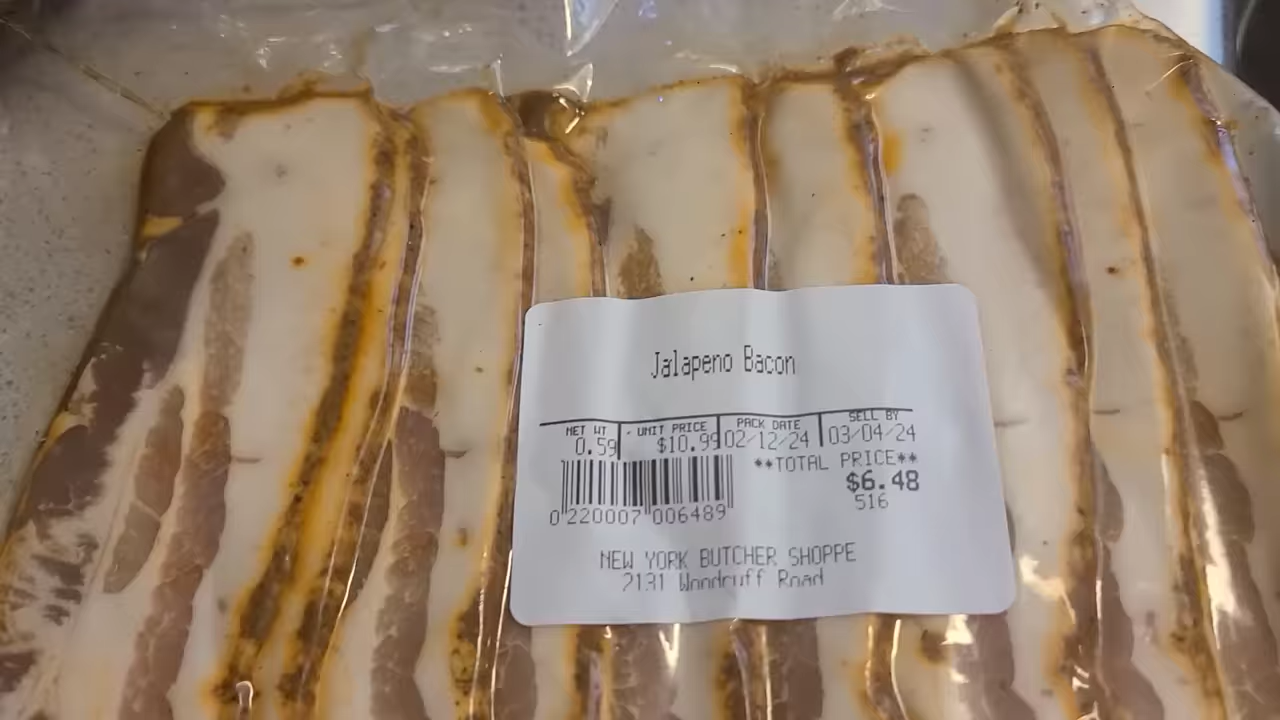 Jalapeno Bacon
NET WT UNIT PRICE PACK DATE SELL BY
0.59 $10.99 02/12/24 03/04/24
**TOTAL PRICE**
$6.48
516
0 220007 006489
NEW YORK BUTCHER SHOPPE
2131 Woodruff Road